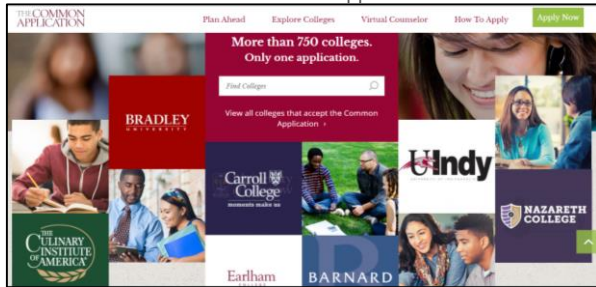 THE COMMON
APPLICATION
Plan Ahead
Explore Colleges
Virtual Counselor
How To Apply
Apply Now
More than 750 colleges.
Only one application.
Find Colleges
View all colleges that accept the Common
Application ›
BRADLEY
UNIVERSITY
Carroll
College
moments make us
UIndy
NAZARETH
COLLEGE
THE
CULINARY
INSTITUTE
OF
AMERICA
Earlham
COLLEGE
BARNARD